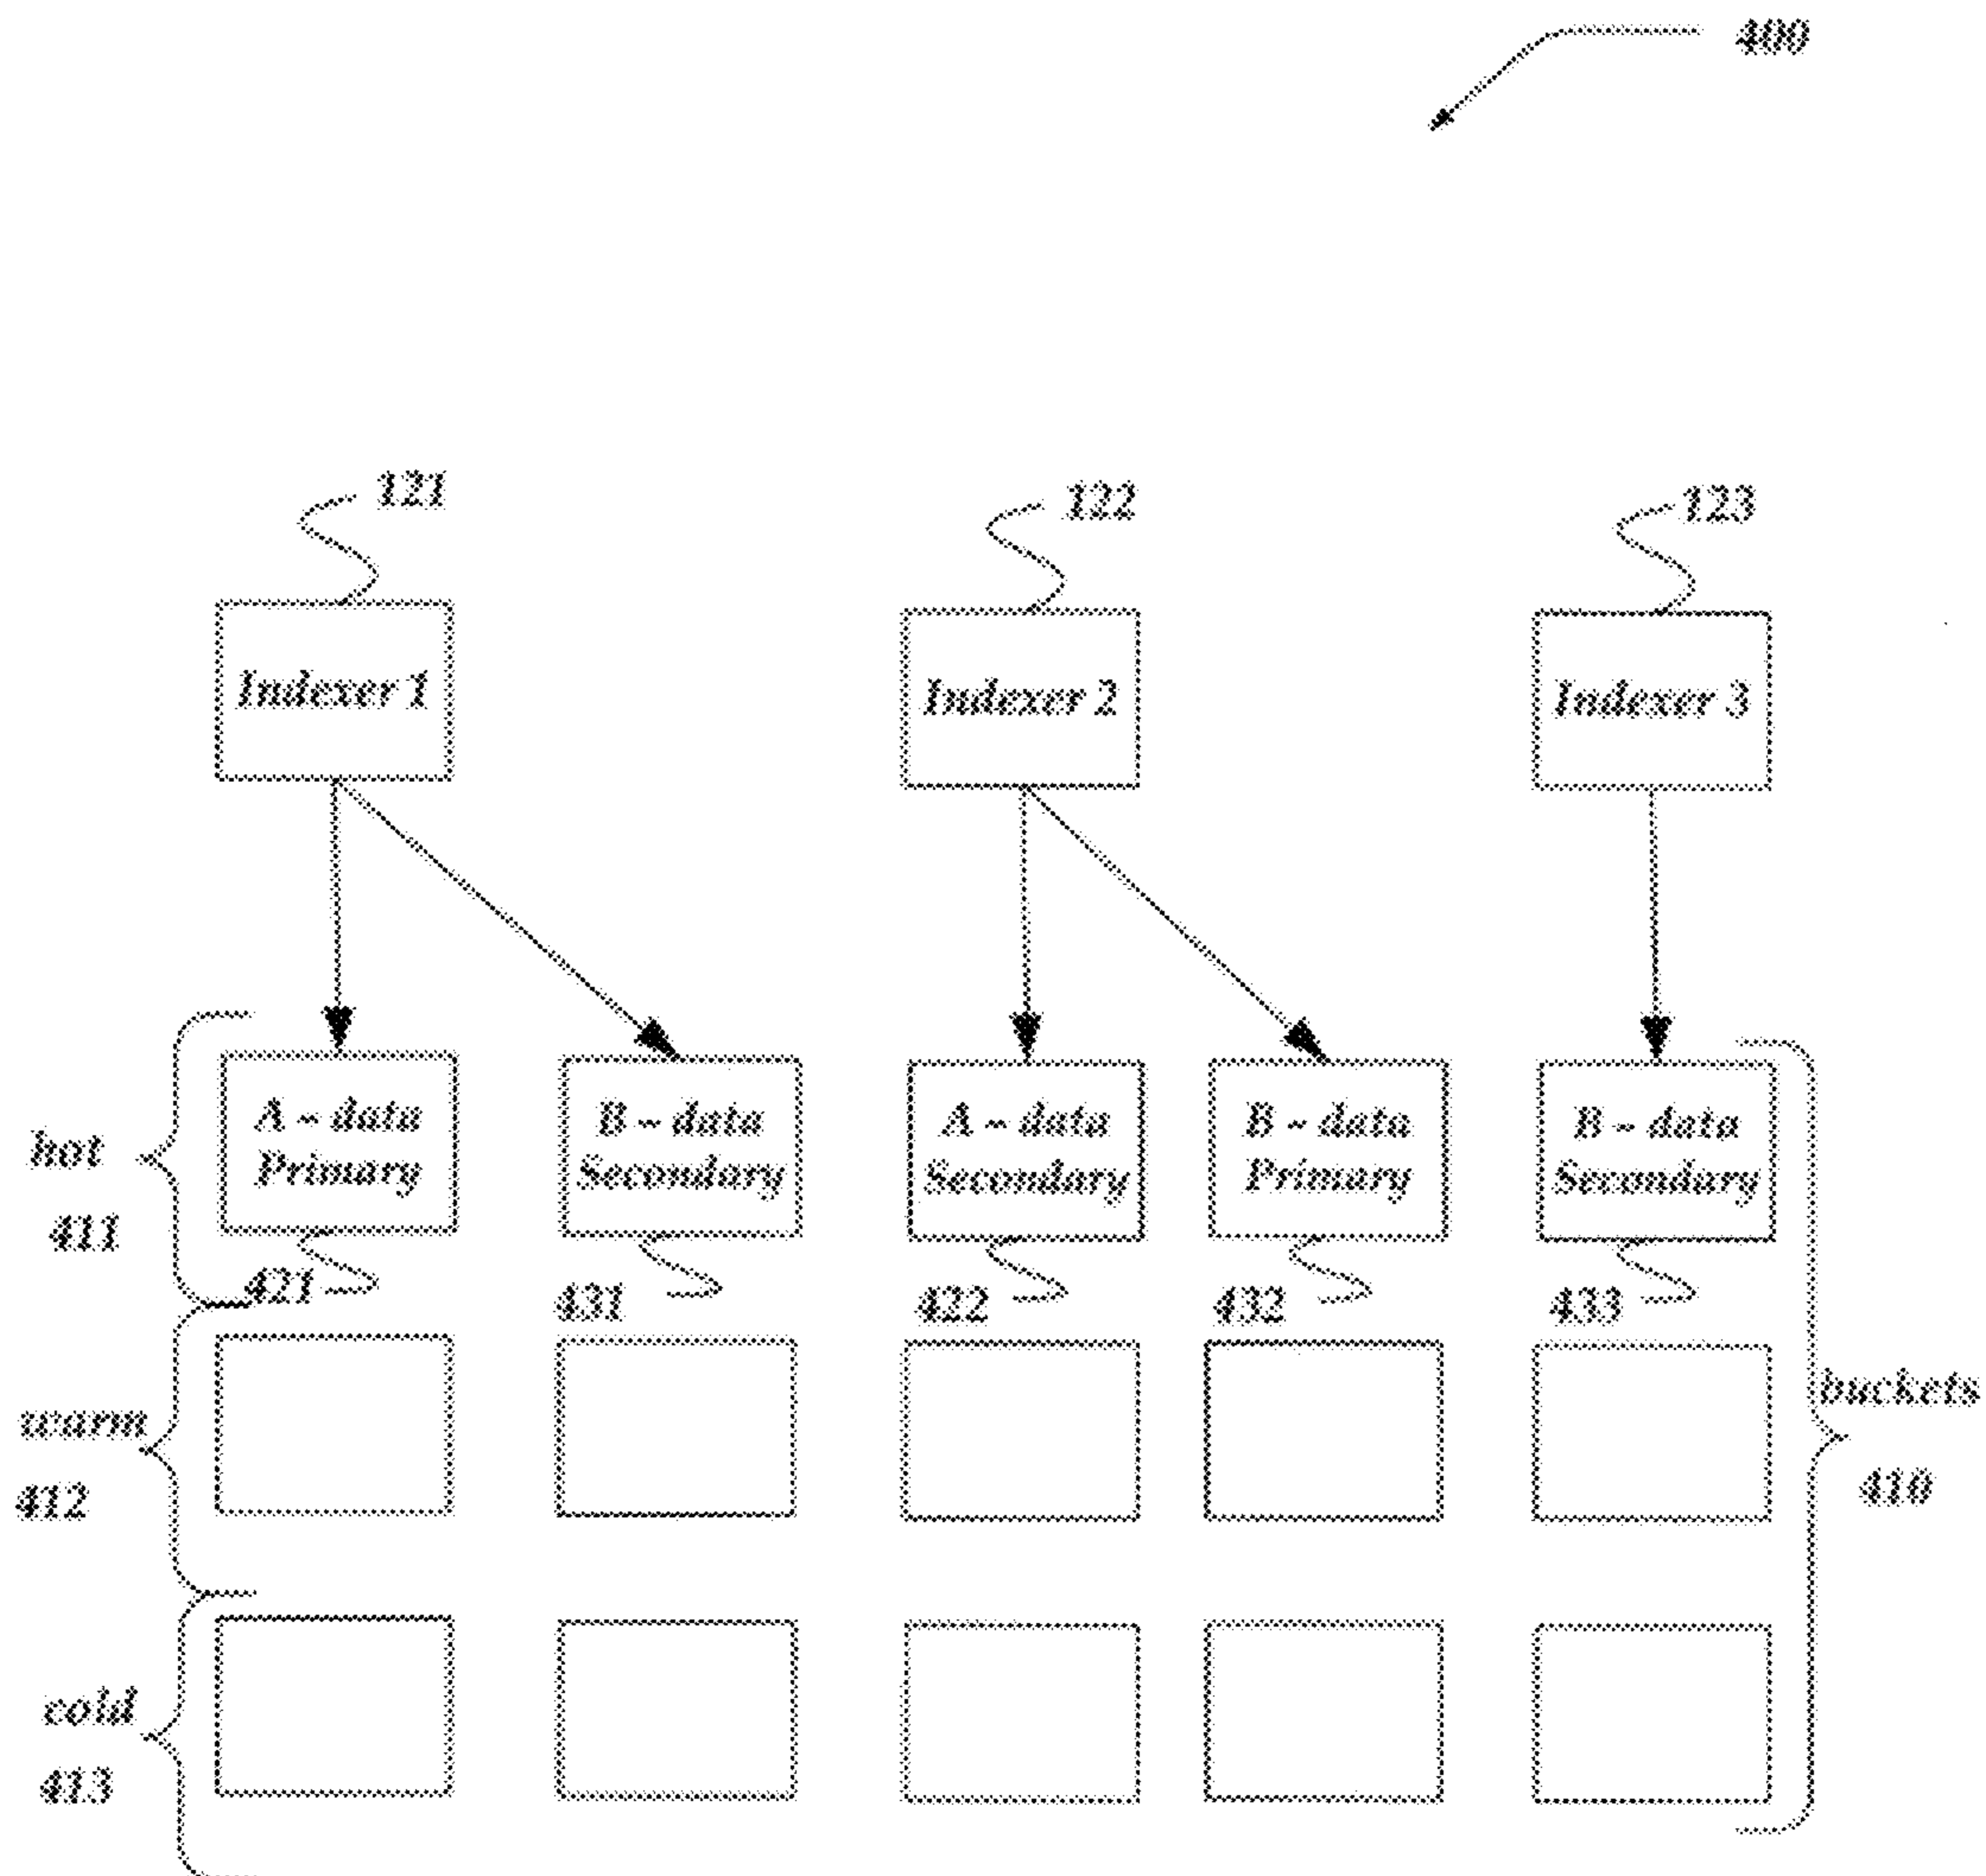 400
121
122
123
Indexer 1
Indexer 2
Indexer 3
hot
411
A - data
Primary
421
B - data
Secondary
431
A - data
Secondary
422
B - data
Primary
432
B - data
Secondary
433
warm
412
buckets
410
cold
413